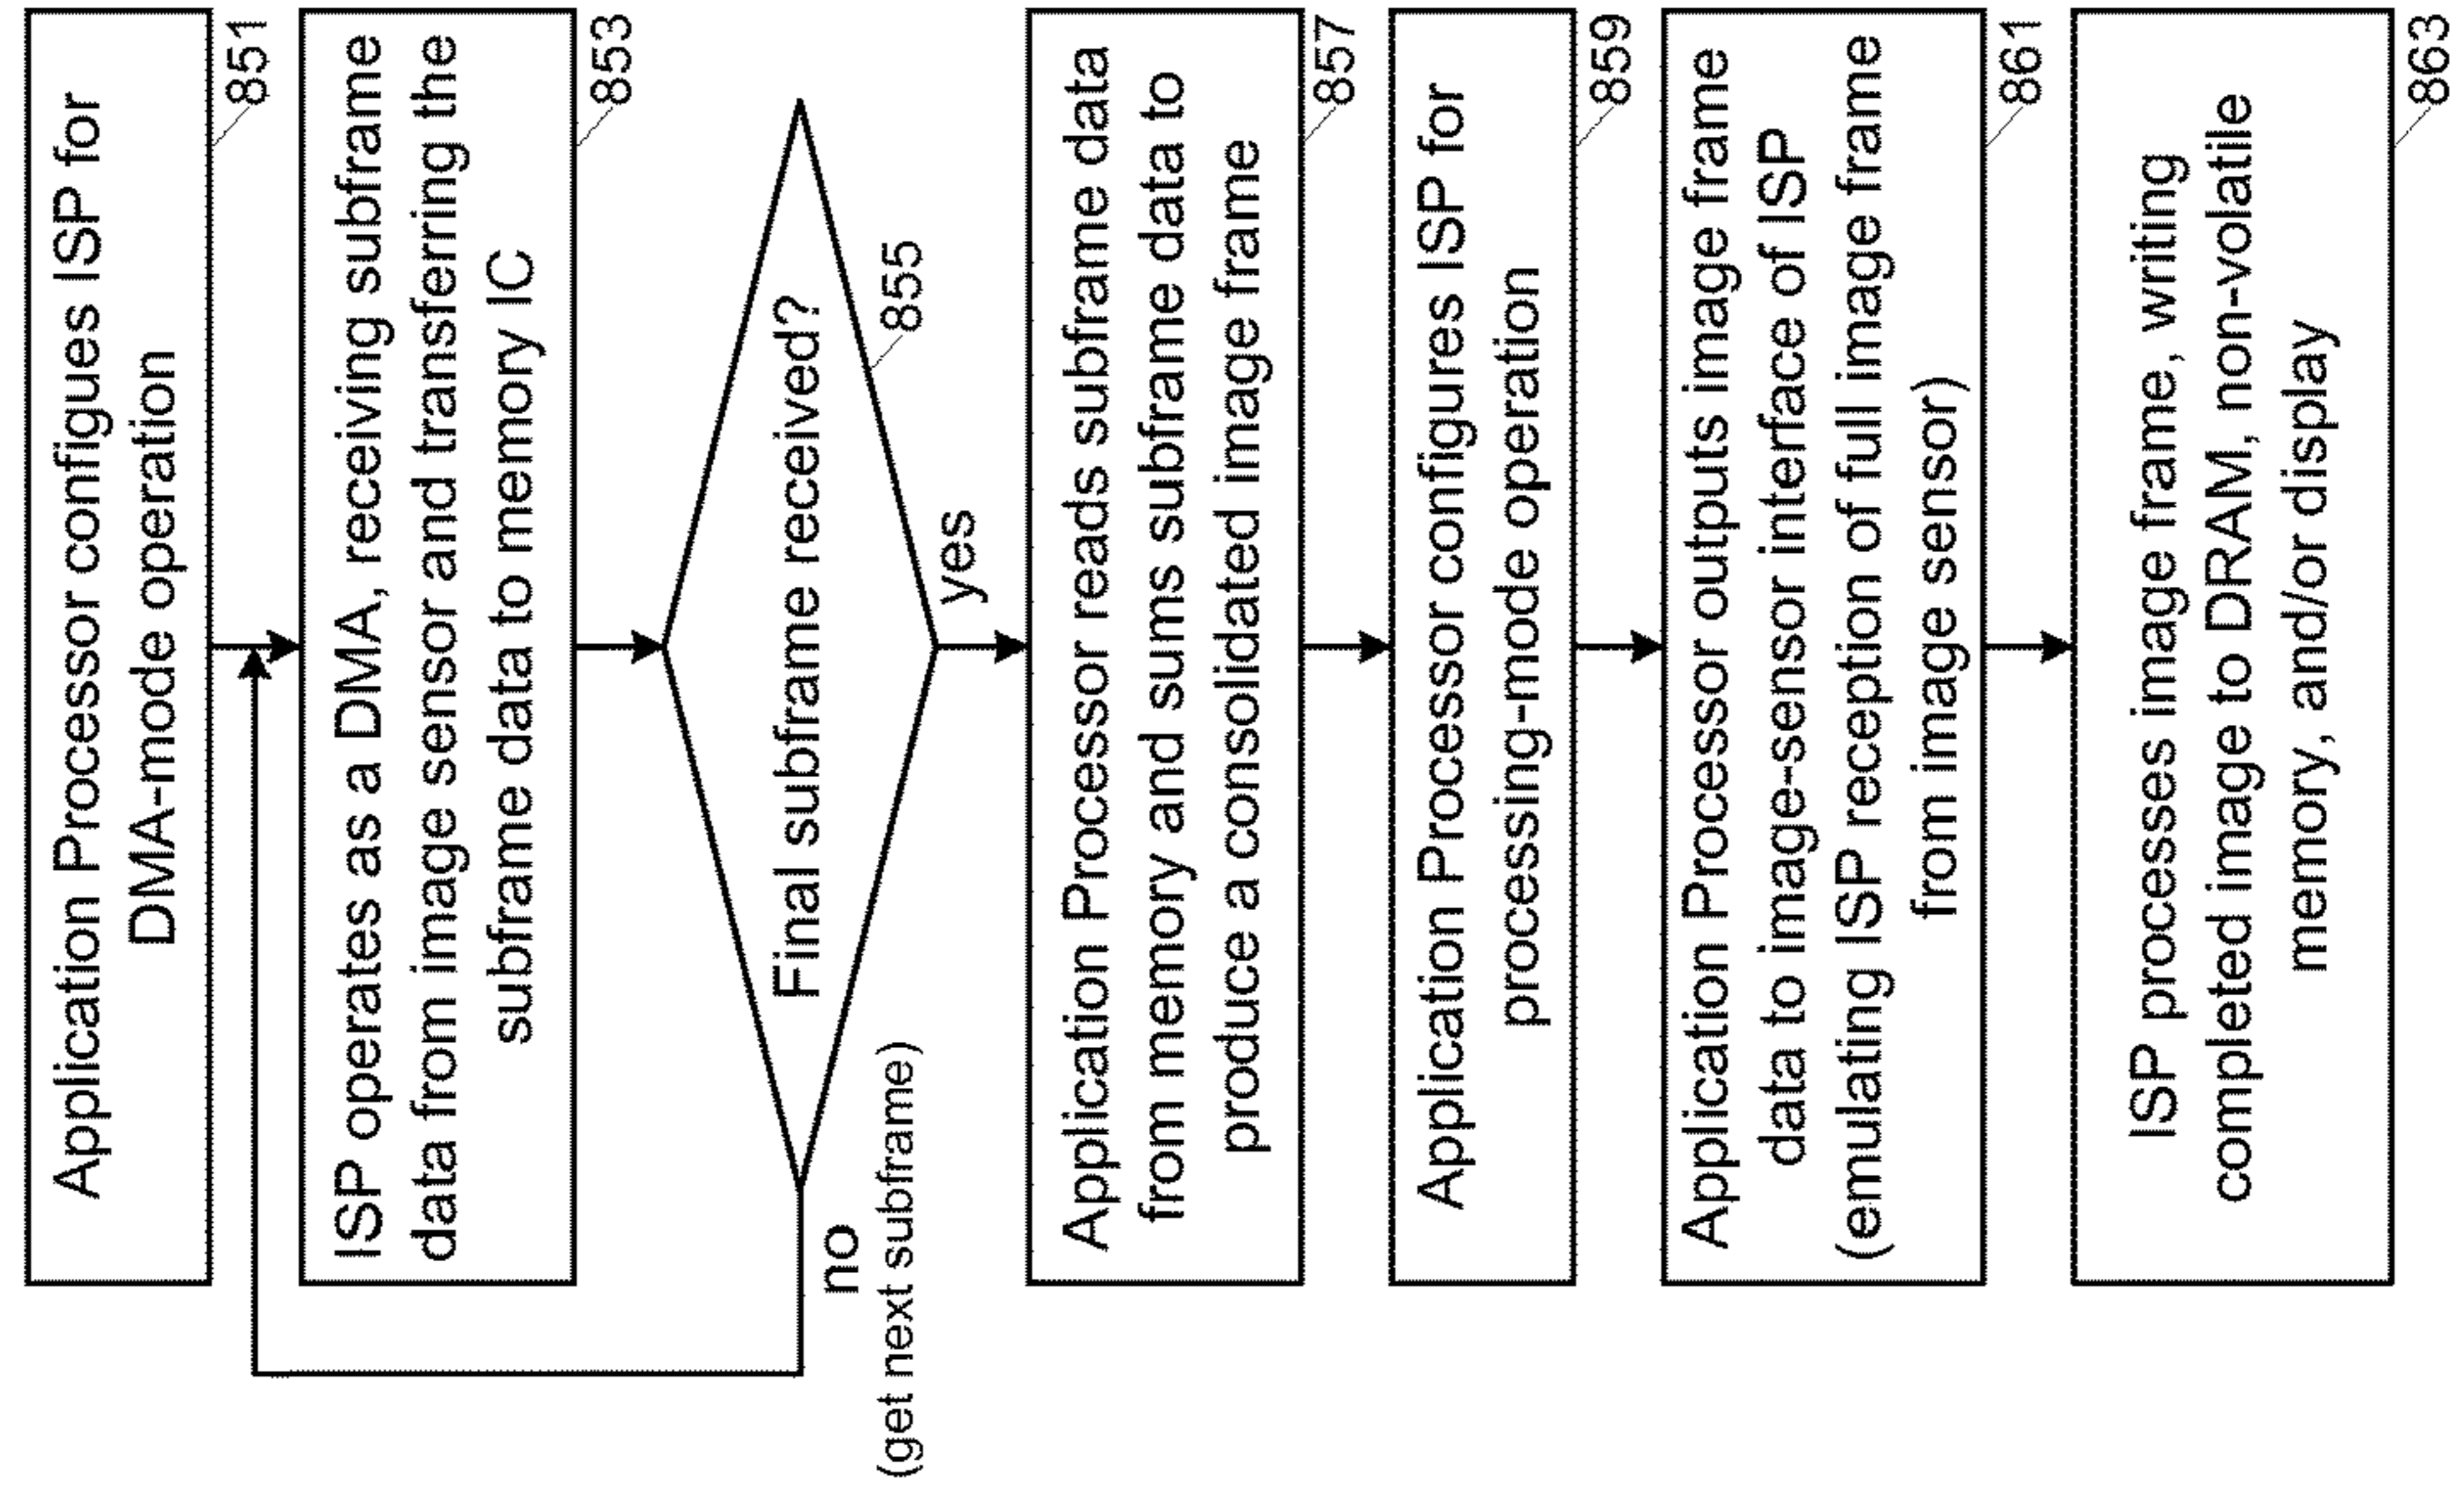 Application Processor configues ISP for
DMA-mode operation
851
ISP operates as a DMA, receiving subframe
data from image sensor and transferring the
subframe data to memory IC
853
Final subframe received?
855
no
(get next subframe)
yes
Application Processor reads subframe data
from memory and sums subframe data to
produce a consolidated image frame
857
Application Processor configures ISP for
processing-mode operation
859
Application Processor outputs image frame
data to image-sensor interface of ISP
(emulating ISP reception of full image frame
from image sensor)
861
ISP processes image frame, writing
completed image to DRAM, non-volatile
memory, and/or display
863